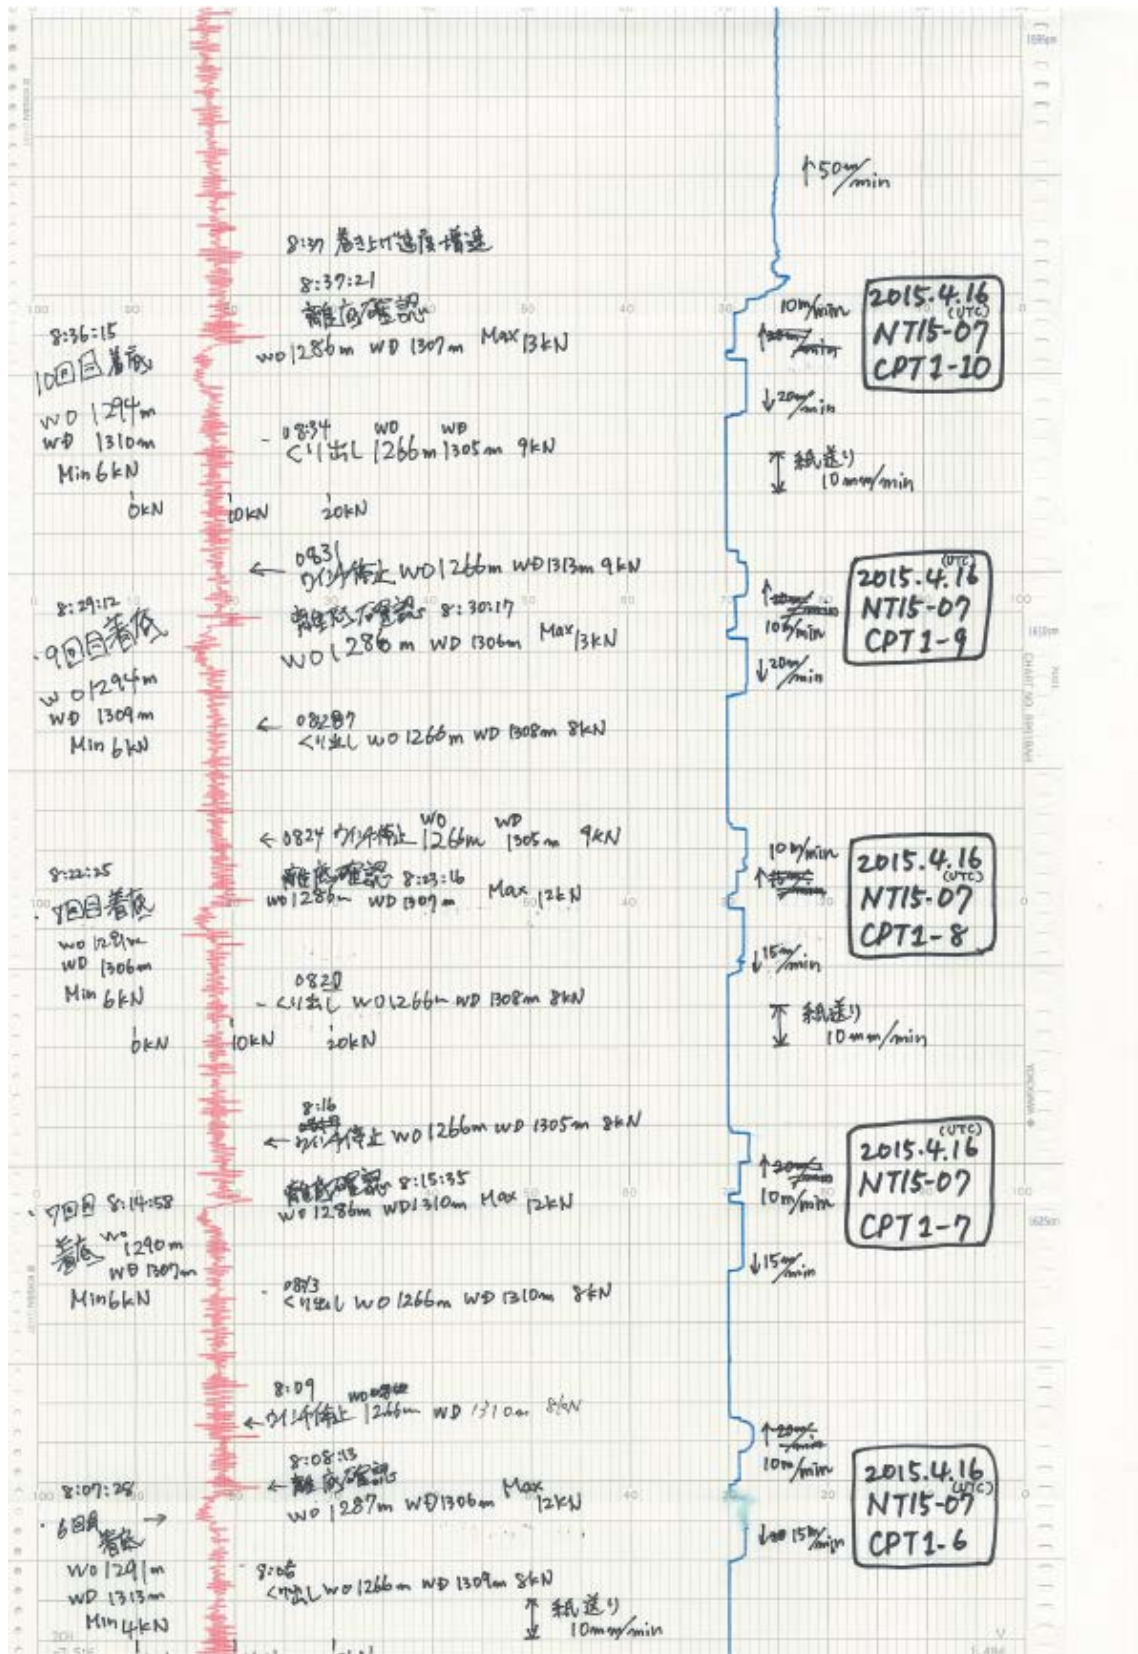 ↑50m/min
8:37 巻き上げ速度増速
8:37:21
離底確認
WO 1286m WD 1307m Max 13kN
8:36:15
10回目着底
WO 1294m
WD 1310m
Min 6kN
10m/min
↓20m/min
2015.4.16
(UTC)
NT15-07
CPT1-10
0834 WO WD
くり出し 1266m 1305m 9kN
紙送り
10mm/min
0kN 10kN 20kN
0831
← ウインチ停止 WO 1266m WD 1313m 9kN
離底確認 8:30:17
WO 1286m WD 1306m Max 13kN
8:29:12
9回目着底
WO 1294m
WD 1309m
Min 6kN
10m/min
↓20m/min
2015.4.16
(UTC)
NT15-07
CPT1-9
←
くり出し WO 1266m WD 1308m 8kN
WO WD
← 0824 ウインチ停止 1266m 1305m 9kN
離底確認 8:23:16
WO 1286m WD 1307m Max 12kN
8:22:25
8回目着底
WO 1291m
WD 1306m
Min 6kN
10m/min
↓15m/min
2015.4.16
(UTC)
NT15-07
CPT1-8
0820
くり出し WO 1266m WD 1308m 8kN
紙送り
10mm/min
0kN 10kN 20kN
8:16
← ウインチ停止 WO 1266m WD 1305m 8kN
離底確認 8:15:35
WO 1286m WD 1310m Max 12kN
7回目 8:14:58
着底 WO 1290m
WD 1307m
Min 6kN
10m/min
↓15m/min
2015.4.16
(UTC)
NT15-07
CPT1-7
0813
くり出し WO 1266m WD 1310m 8kN
8:09
← ウインチ停止 1266m WD 1310m 8kN
8:08:13
← 離底確認
WO 1287m WD 1306m Max 12kN
8:07:28
6回目 →
着底
WO 1291m
WD 1313m
Min 4kN
10m/min
15m/min
2015.4.16
(UTC)
NT15-07
CPT1-6
くり出し WO 1266m WD 1309m 8kN
紙送り
10mm/min